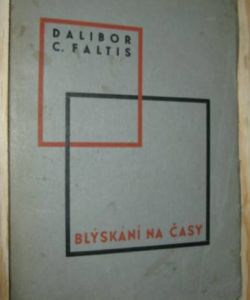 DALIBOR
C. FALTIS
BLÝSKÁNÍ NA ČASY